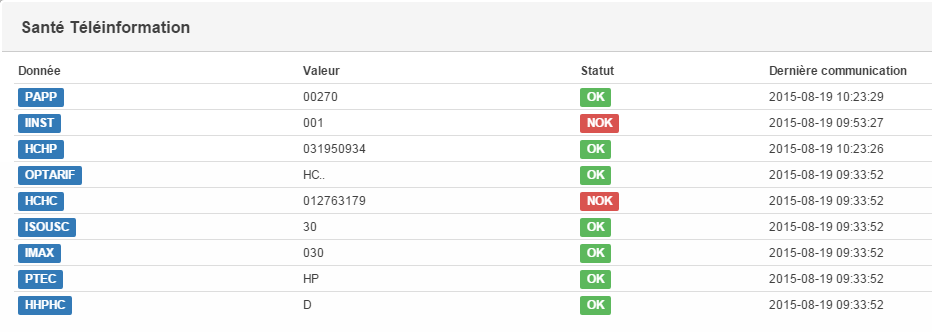 Santé Téléinformation
Donnée Valeur Statut Dernière communication
PAPP 00270 OK 2015-08-19 10:23:29
IINST 001 NOK 2015-08-19 09:53:27
HCHP 031950934 OK 2015-08-19 10:23:26
OPTARIF HC.. OK 2015-08-19 09:33:52
HCHC 012763179 NOK 2015-08-19 09:33:52
ISOUSC 30 OK 2015-08-19 09:33:52
IMAX 030 OK 2015-08-19 09:33:52
PTEC HP OK 2015-08-19 09:33:52
HHPHC D OK 2015-08-19 09:33:52